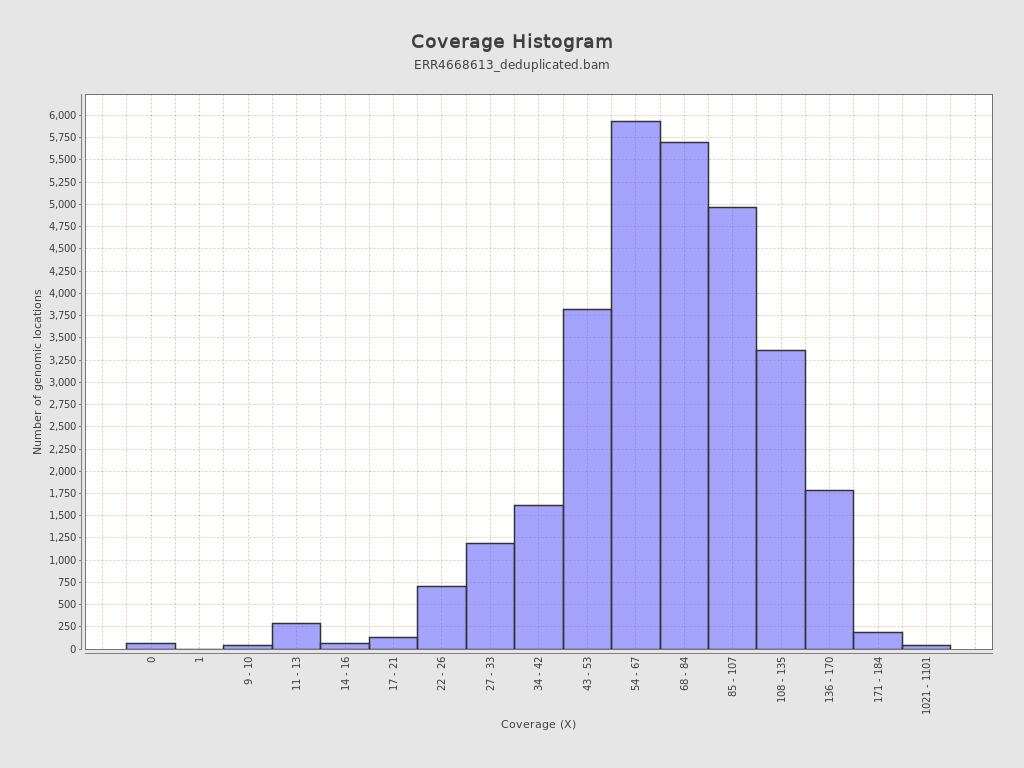 Coverage Histogram
ERR4668613_deduplicated.bam
Number of genomic locations
6,000
5,750
5,500
5,250
5,000
4,750
4,500
4,250
4,000
3,750
3,500
3,250
3,000
2,750
2,500
2,250
2,000
1,750
1,500
1,250
1,000
750
500
250
0
0
1
9 - 10
11 - 13
14 - 16
17 - 21
22 - 26
27 - 33
34 - 42
43 - 53
54 - 67
68 - 84
85 - 107
108 - 135
136 - 170
171 - 184
1021 - 1101
Coverage (X)